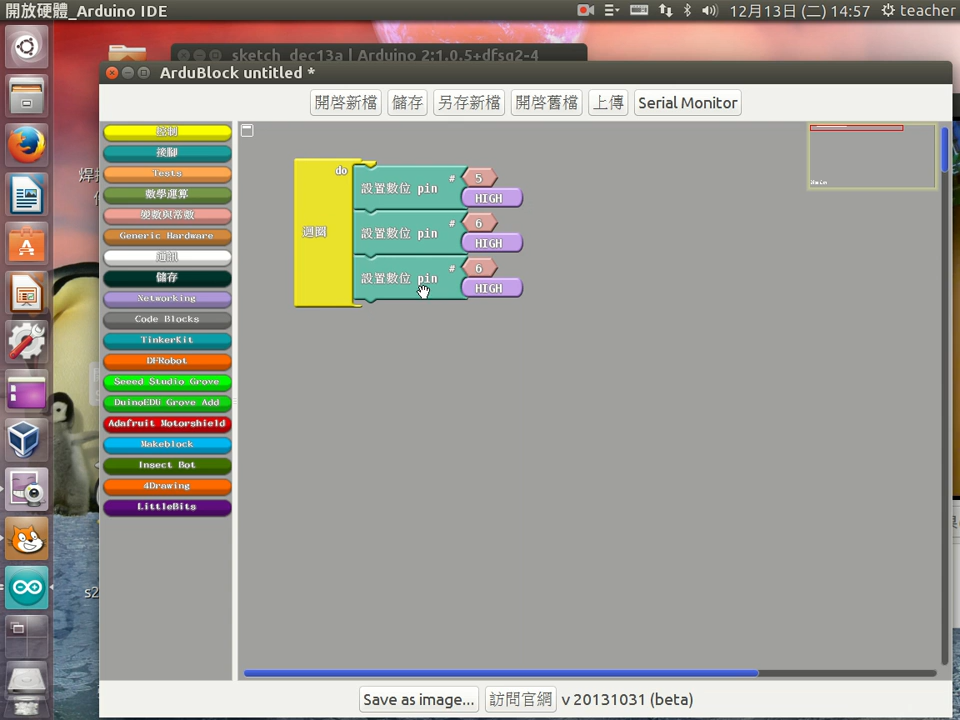 開放硬體_Arduino IDE
12月13日 (二) 14:57
teacher
sketch_dec13a | Arduino 2:1.0.5+dfsg2-4
ArduBlock untitled *
開啓新檔
儲存
另存新檔
開啓舊檔
上傳
Serial Monitor
控制
接腳
Tests
數學運算
變數與常數
Generic Hardware
通訊
儲存
Networking
Code Blocks
TinkerKit
DFRobot
Seeed Studio Grove
DuinoEDU Grove Add
Adafruit Motorshield
Makeblock
Insect Bot
4Drawing
LittleBits
do
迴圈
設置數位 pin # 5
HIGH
設置數位 pin # 6
HIGH
設置數位 pin # 6
HIGH
s2
Save as image...
訪問官網
v 20131031 (beta)